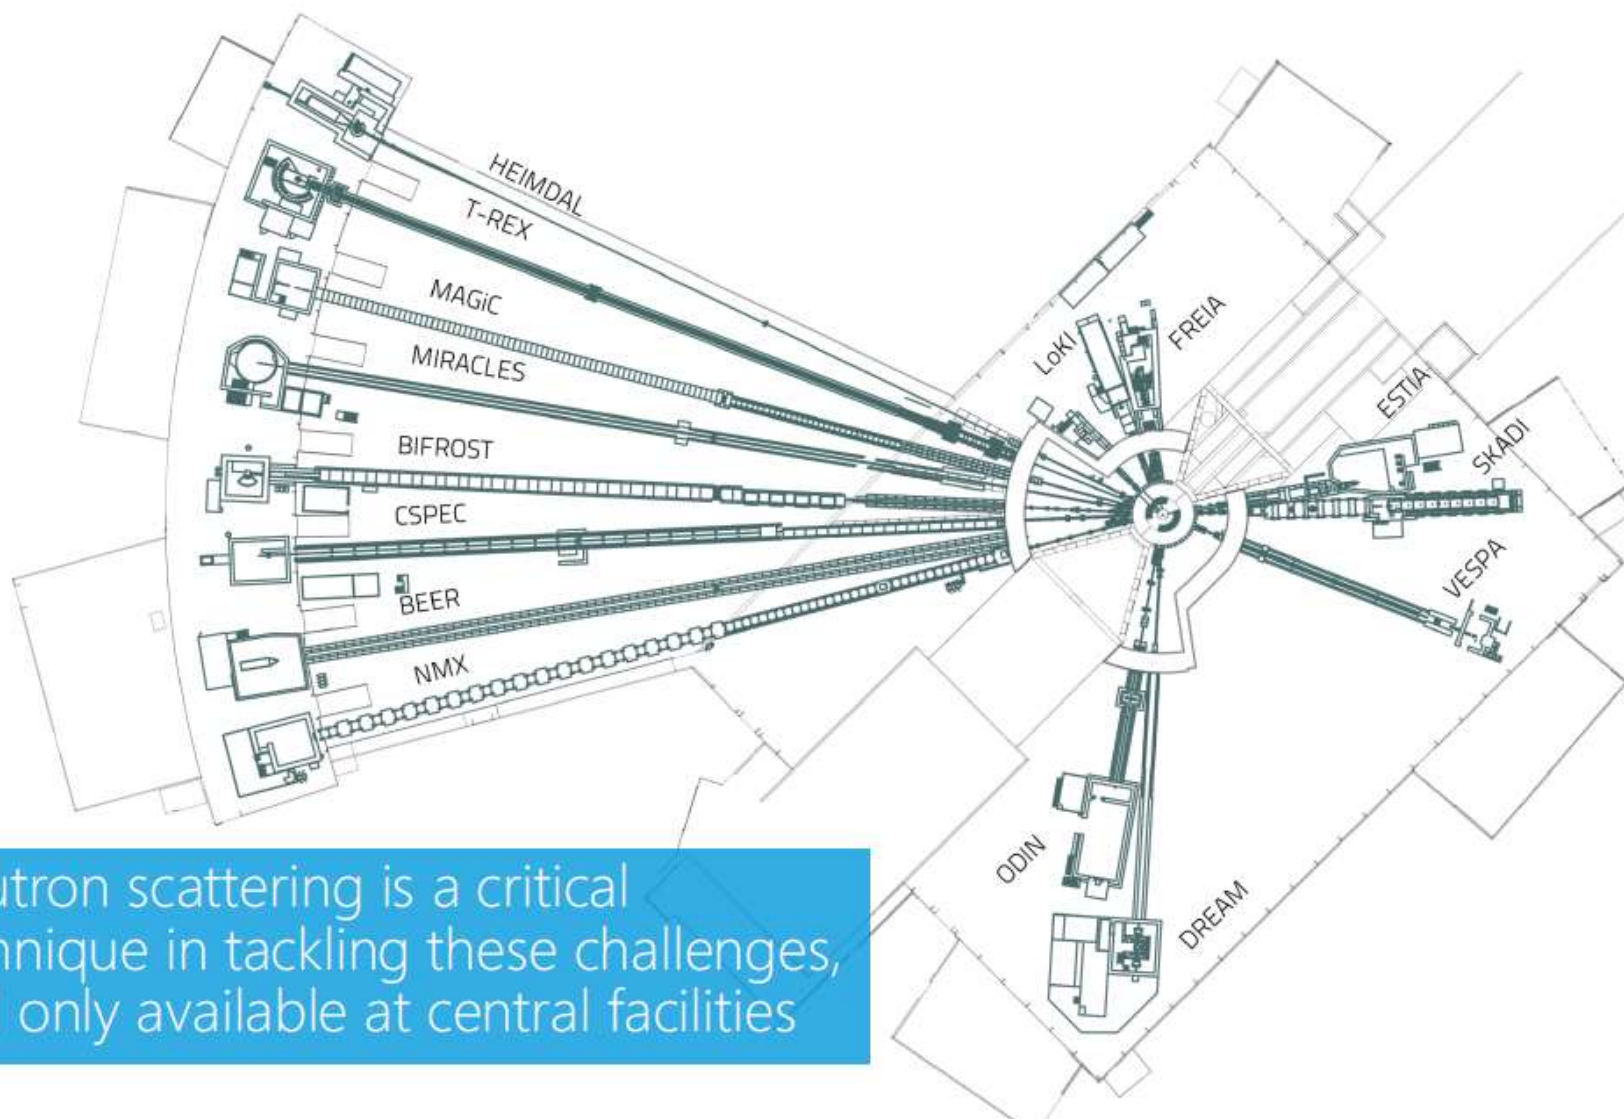 HEIMDAL
T-REX
MAGiC
MIRACLES
BIFROST
CSPEC
BEER
NMX
LoKI
FREIA
ESTIA
SKADI
VESPA
ODIN
DREAM
utron scattering is a critical
hnique in tackling these challenges,
only available at central facilities